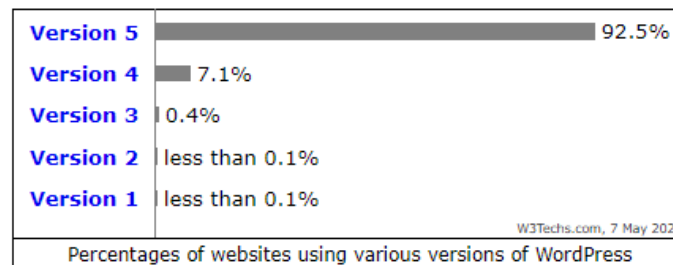 Version 5 92.5%
Version 4 7.1%
Version 3 0.4%
Version 2 less than 0.1%
Version 1 less than 0.1%
W3Techs.com, 7 May 202
Percentages of websites using various versions of WordPress